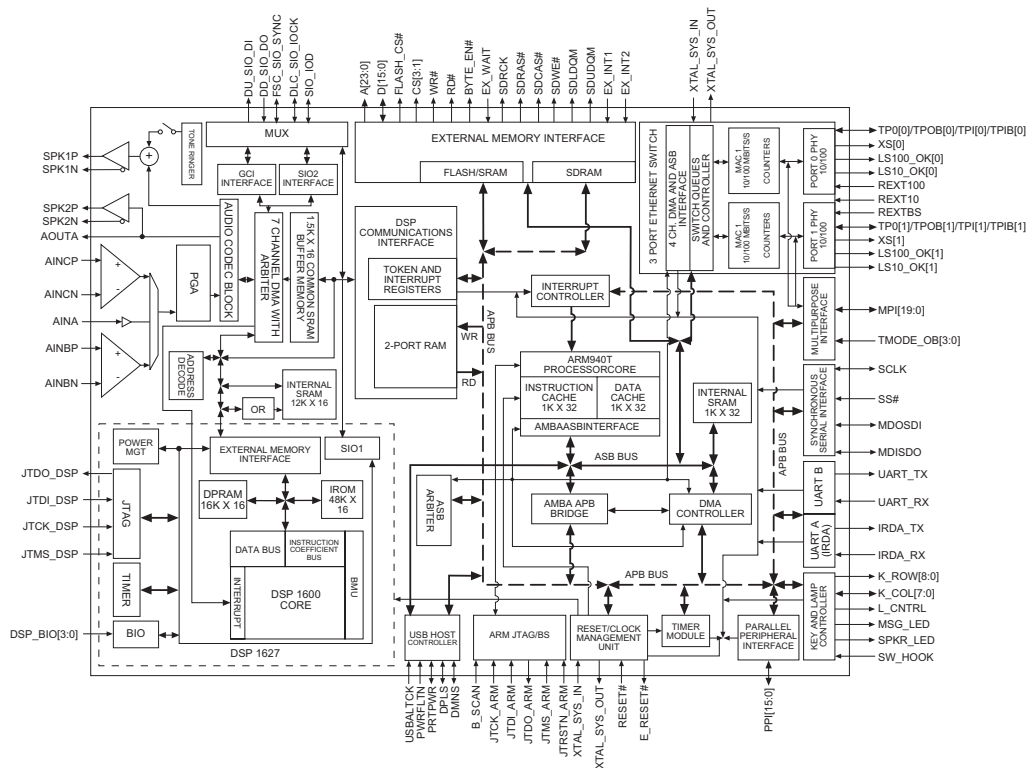 DU_SIO_DI
DD_SIO_DO
FSC_SIO_SYNC
DLC_SIO_IOCK
SIO_IOD
A[23:0]
D[15:0]
FLASH_CS#
CS[3:1]
WR#
RD#
BYTE_EN#
EX_WAIT
SDRCK
SDRAS#
SDCAS#
SDWE#
SDLDQM
SDUDQM
EX_INT1
EX_INT2
XTAL_SYS_IN
XTAL_SYS_OUT
SPK1P
SPK1N
SPK2P
SPK2N
AOUTA
AINCP
AINCN
AINA
AINBP
AINBN
+
TONE RINGER
+
–
+
–
PGA
AUDIO CODEC BLOCK
MUX
GCI
INTERFACE
SIO2
INTERFACE
7 CHANNEL DMA WITH
ARBITER
1.5K X 16 COMMON SRAM
BUFFER MEMORY
ADDRESS
DECODE
INTERNAL
SRAM
12K X 16
OR
EXTERNAL MEMORY INTERFACE
FLASH/SRAM
SDRAM
DSP
COMMUNICATIONS
INTERFACE
TOKEN AND
INTERRUPT
REGISTERS
2-PORT RAM
APB BUS
WR
RD
INTERRUPT
CONTROLLER
ARM940T
PROCESSORCORE
INSTRUCTION
CACHE
1K X 32
DATA
CACHE
1K X 32
AMBAASBINTERFACE
INTERNAL
SRAM
1K X 32
ASB BUS
ASB
ARBITER
AMBA APB
BRIDGE
DMA
CONTROLLER
APB BUS
APB BUS
3 PORT ETHERNET SWITCH
4 CH. DMA AND ASB
INTERFACE
SWITCH QUEUES
AND CONTROLLER
MAC 1
10/100 MBITS/S
COUNTERS
MAC 1
10/100 MBITS/S
COUNTERS
PORT 0 PHY
10/100
PORT 1 PHY
10/100
MULTIPURPOSE
INTERFACE
SYNCHRONOUS
SERIAL INTERFACE
UART B
UART A
(IRDA)
KEY AND LAMP
CONTROLLER
TP0[0]/TPOB[0]/TPI[0]/TPIB[0]
XS[0]
LS100_OK[0]
LS10_OK[0]
REXT100
REXT10
REXTBS
TP0[1]/TPOB[1]/TPI[1]/TPIB[1]
XS[1]
LS100_OK[1]
LS10_OK[1]
MPI[19:0]
TMODE_OB[3:0]
SCLK
SS#
MDOSDI
MDISDO
UART_TX
UART_RX
IRDA_TX
IRDA_RX
K_ROW[8:0]
K_COL[7:0]
L_CNTRL
MSG_LED
SPKR_LED
SW_HOOK
JTDO_DSP
JTDI_DSP
JTCK_DSP
JTMS_DSP
DSP_BIO[3:0]
POWER
MGT
JTAG
TIMER
BIO
EXTERNAL MEMORY
INTERFACE
SIO1
DPRAM
16K X 16
IROM
48K X
16
DATA BUS
INSTRUCTION
COEFFICIENT
BUS
INTERRUPT
DSP 1600
CORE
BMU
DSP 1627
USB HOST
CONTROLLER
ARM JTAG/BS
RESET/CLOCK
MANAGEMENT
UNIT
TIMER
MODULE
PARALLEL
PERIPHERAL
INTERFACE
USBALTCK
PWRFLTN
PRTPWR
DPLS
DMNS
B_SCAN
JTCK_ARM
JTDI_ARM
JTDO_ARM
JTMS_ARM
JTRSTN_ARM
XTAL_SYS_IN
XTAL_SYS_OUT
RESET#
E_RESET#
PPI[15:0]